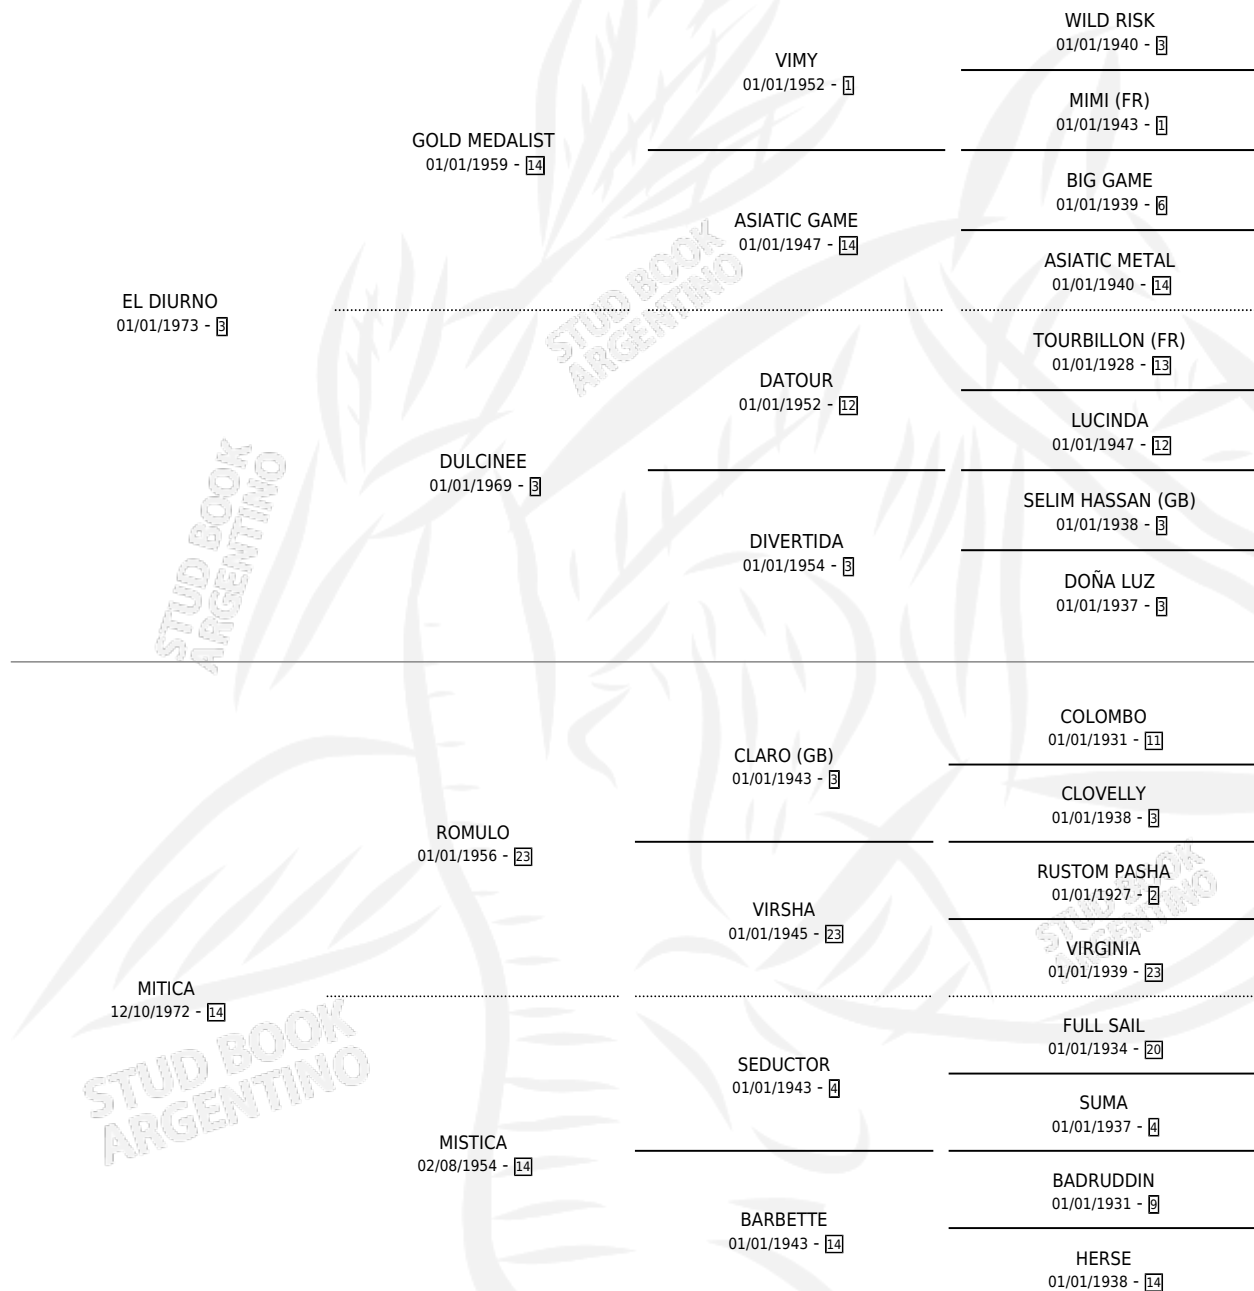 WILD RISK
01/01/1940 - 3
VIMY
01/01/1952 - 1
MIMI (FR)
01/01/1943 - 1
GOLD MEDALIST
01/01/1959 - 14
BIG GAME
01/01/1939 - 6
ASIATIC GAME
01/01/1947 - 14
ASIATIC METAL
01/01/1940 - 14
EL DIURNO
01/01/1973 - 3
STUD BOOK
ARGENTINO
TOURBILLON (FR)
01/01/1928 - 13
DATOUR
01/01/1952 - 12
LUCINDA
01/01/1947 - 12
DULCINEE
01/01/1969 - 3
SELIM HASSAN (GB)
01/01/1938 - 3
DIVERTIDA
01/01/1954 - 3
DOÑA LUZ
01/01/1937 - 3
STUD BOOK
ARGENTINO
COLOMBO
01/01/1931 - 11
CLARO (GB)
01/01/1943 - 3
CLOVELLY
01/01/1938 - 3
ROMULO
01/01/1956 - 23
RUSTOM PASHA
01/01/1927 - 2
VIRSHA
01/01/1945 - 23
VIRGINIA
01/01/1939 - 23
STUD BOOK
ARGENTINO
MITICA
12/10/1972 - 14
STUD BOOK
ARGENTINO
FULL SAIL
01/01/1934 - 20
SEDUCTOR
01/01/1943 - 4
SUMA
01/01/1937 - 4
MISTICA
02/08/1954 - 14
BADRUDDIN
01/01/1931 - 9
BARBETTE
01/01/1943 - 14
HERSE
01/01/1938 - 14